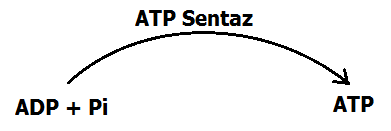 ATP Sentaz
ADP + Pi
ATP